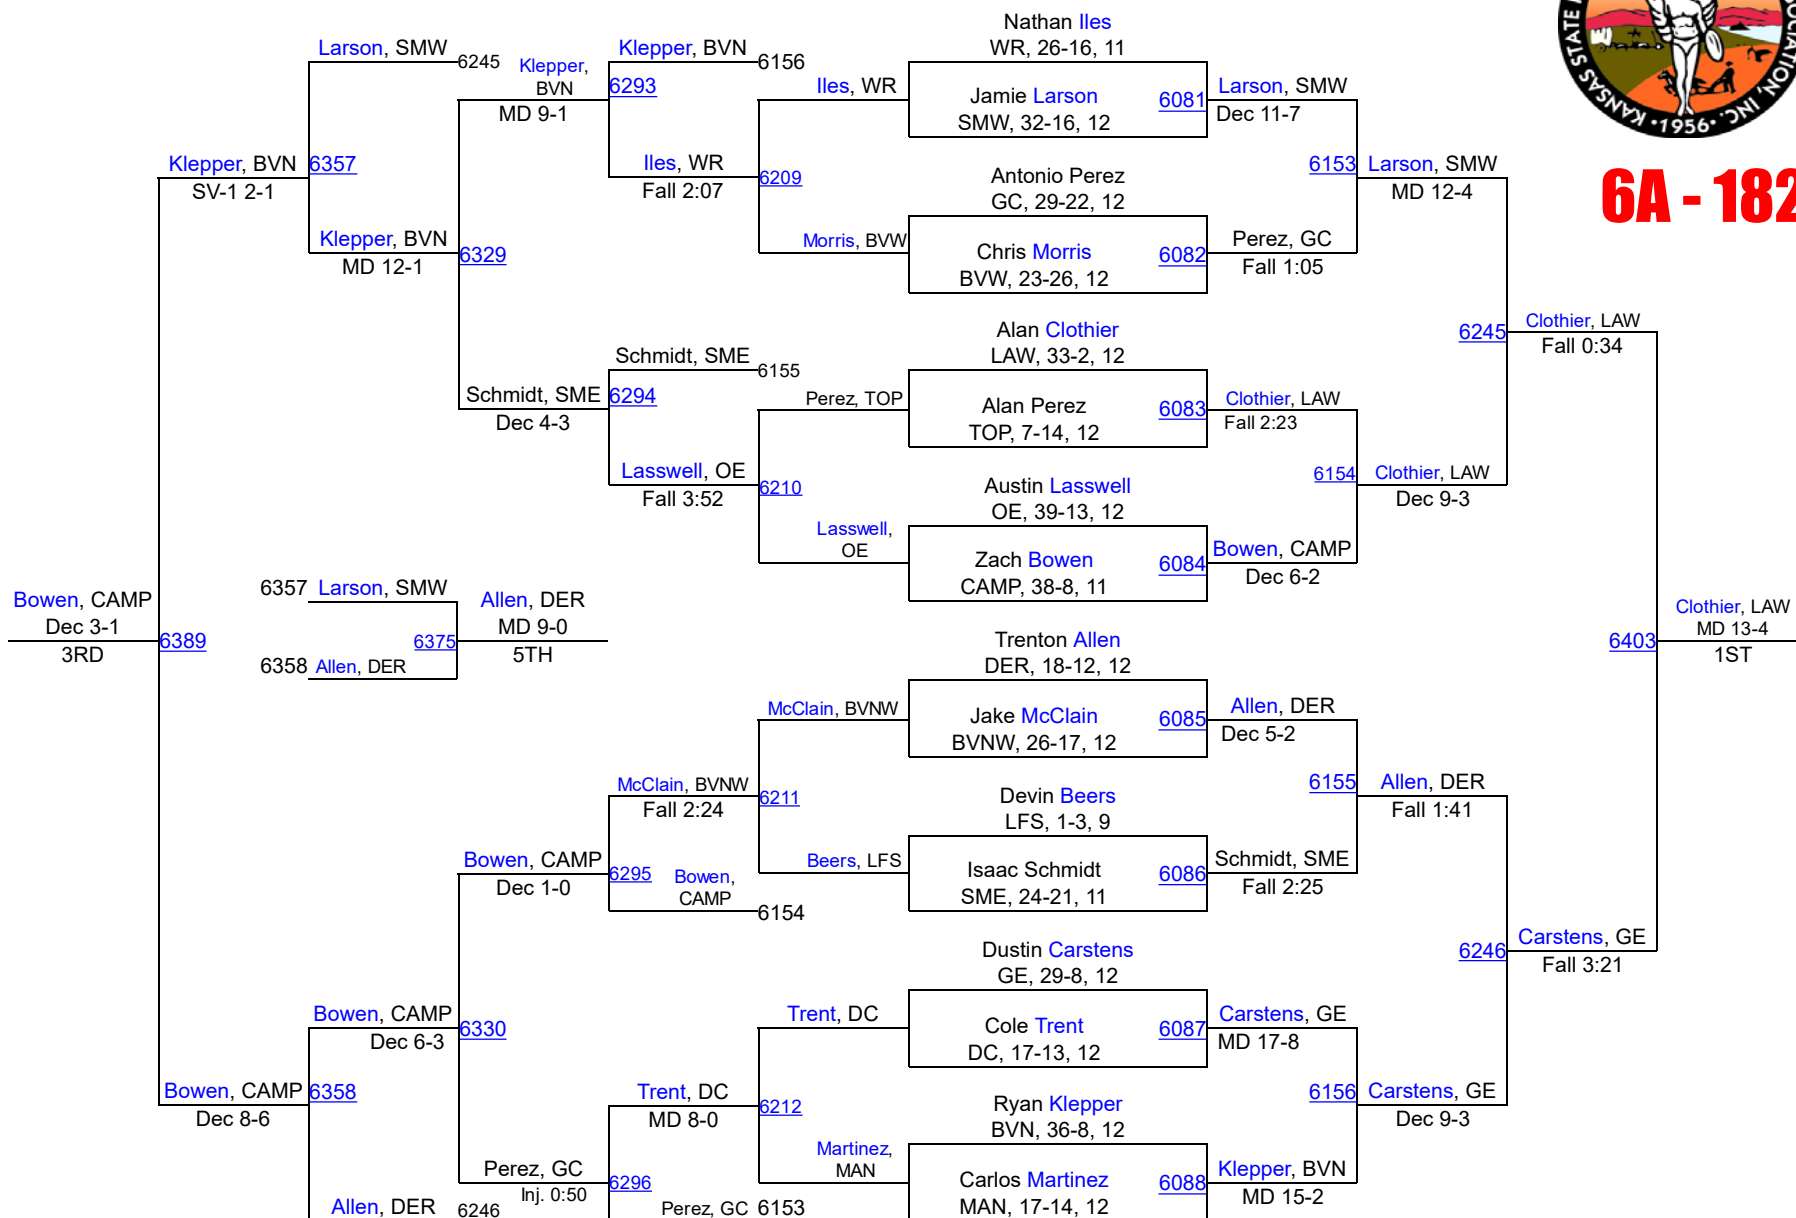 Nathan Iles
WR, 26-16, 11
Jamie Larson
SMW, 32-16, 12
6081
Antonio Perez
GC, 29-22, 12
Chris Morris
BVW, 23-26, 12
6082
Alan Clothier
LAW, 33-2, 12
Alan Perez
TOP, 7-14, 12
6083
Austin Lasswell
OE, 39-13, 12
Zach Bowen
CAMP, 38-8, 11
6084
Trenton Allen
DER, 18-12, 12
Jake McClain
BVNW, 26-17, 12
6085
Devin Beers
LFS, 1-3, 9
Isaac Schmidt
SME, 24-21, 11
6086
Dustin Carstens
GE, 29-8, 12
Cole Trent
DC, 17-13, 12
6087
Ryan Klepper
BVN, 36-8, 12
Carlos Martinez
MAN, 17-14, 12
6088
Larson, SMW
Dec 11-7
6153
Perez, GC
Fall 1:05
Clothier, LAW
Fall 2:23
6154
Bowen, CAMP
Dec 6-2
Allen, DER
Dec 5-2
6155
Schmidt, SME
Fall 2:25
Carstens, GE
MD 17-8
6156
Klepper, BVN
MD 15-2
Larson, SMW
MD 12-4
6245
Clothier, LAW
Dec 9-3
Allen, DER
Fall 1:41
6246
Carstens, GE
Dec 9-3
Clothier, LAW
Fall 0:34
6403
Carstens, GE
Fall 3:21
Clothier, LAW
MD 13-4
1ST
Iles, WR
6209
Morris, BVW
Perez, TOP
6210
Lasswell,
OE
McClain, BVNW
6211
Beers, LFS
Trent, DC
6212
Martinez,
MAN
Klepper, BVN
6156
6293
Iles, WR
Fall 2:07
Schmidt, SME
6155
6294
Lasswell, OE
Fall 3:52
McClain, BVNW
Fall 2:24
6295
Bowen,
CAMP
6154
Trent, DC
MD 8-0
6296
Perez, GC 6153
Klepper,
BVN
MD 9-1
6329
Schmidt, SME
Dec 4-3
Bowen, CAMP
Dec 1-0
6330
Perez, GC
Inj. 0:50
Larson, SMW
6245
6357
Klepper, BVN
MD 12-1
Bowen, CAMP
Dec 6-3
6358
Allen, DER 6246
Klepper, BVN
SV-1 2-1
6389
Bowen, CAMP
Dec 8-6
Bowen, CAMP
Dec 3-1
3RD
6357 Larson, SMW
6375
6358 Allen, DER
Allen, DER
MD 9-0
5TH
KANSAS STATE
INC.
1956
6A - 182